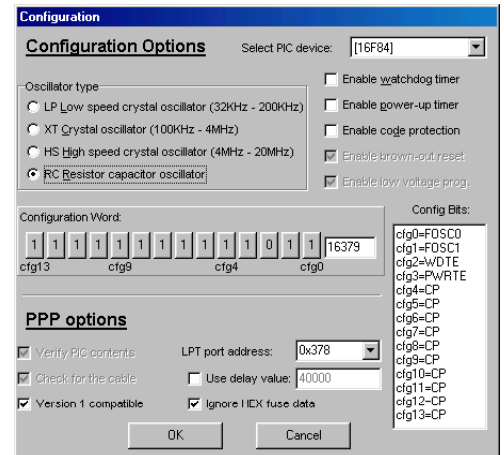 Configuration
Configuration Options
Select PIC device: [16F84]
Oscillator type
LP Low speed crystal oscillator (32KHz - 200KHz)
XT Crystal oscillator (100KHz - 4MHz)
HS High speed crystal oscillator (4MHz - 20MHz)
RC Resistor capacitor oscillator
Enable watchdog timer
Enable power-up timer
Enable code protection
Enable brown-out reset
Enable low voltage prog.
Configuration Word:
1 1 1 1 1 1 1 1 1 1 1 0 1 1 16379
cfg13 cfg9 cfg4 cfg0
Config Bits:
cfg0=FOSC0
cfg1=FOSC1
cfg2=WDTE
cfg3=PWRTE
cfg4=CP
cfg5=CP
cfg6=CP
cfg7=CP
cfg8=CP
cfg9=CP
cfg10=CP
cfg11=CP
cfg12=CP
cfg13=CP
PPP options
Verify PIC contents
Check for the cable
Version 1 compatible
LPT port address: 0x378
Use delay value: 40000
Ignore HEX fuse data
OK Cancel